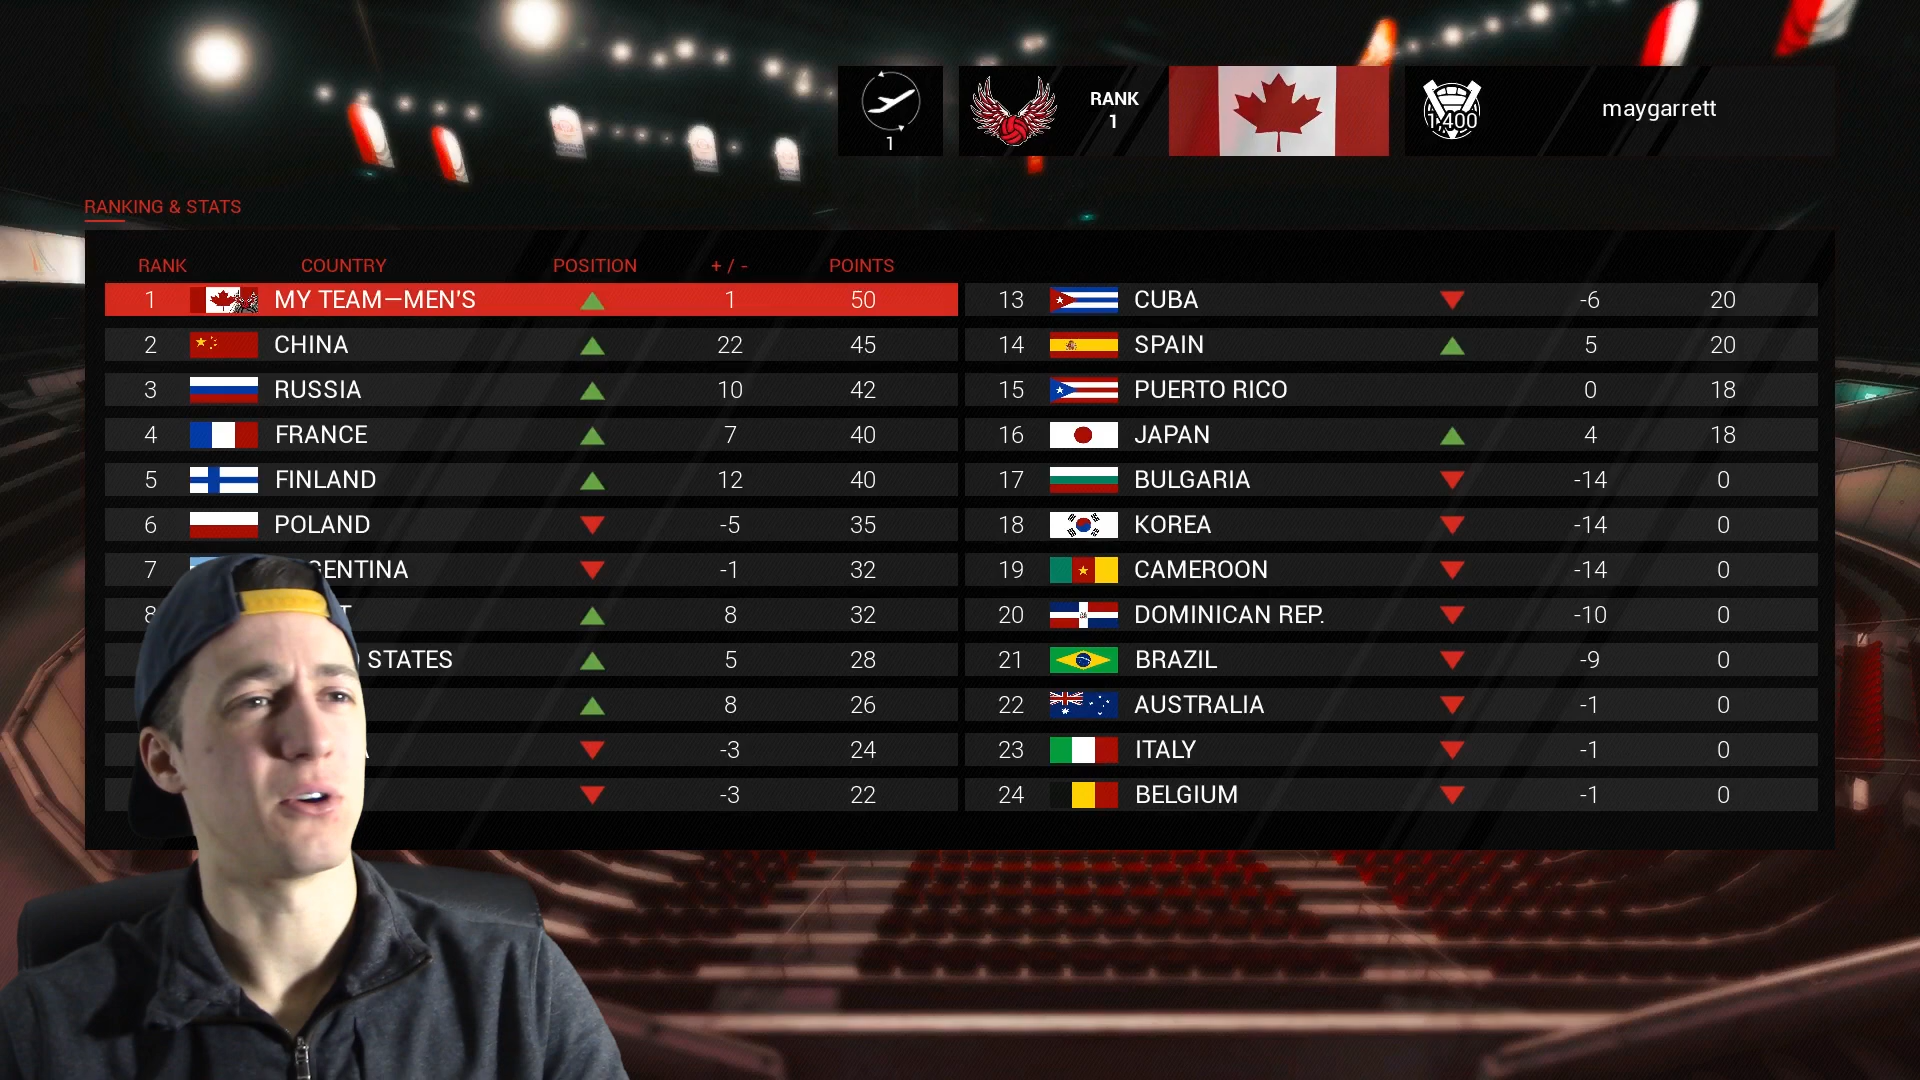 1
RANK
1
1,400
maygarrett
RANKING & STATS
RANK COUNTRY POSITION + / - POINTS
1 MY TEAM—MEN'S 1 50
2 CHINA 22 45
3 RUSSIA 10 42
4 FRANCE 7 40
5 FINLAND 12 40
6 POLAND -5 35
7 GENTINA -1 32
8 T 8 32
STATES 5 28
8 26
-3 24
-3 22
13 CUBA -6 20
14 SPAIN 5 20
15 PUERTO RICO 0 18
16 JAPAN 4 18
17 BULGARIA -14 0
18 KOREA -14 0
19 CAMEROON -14 0
20 DOMINICAN REP. -10 0
21 BRAZIL -9 0
22 AUSTRALIA -1 0
23 ITALY -1 0
24 BELGIUM -1 0